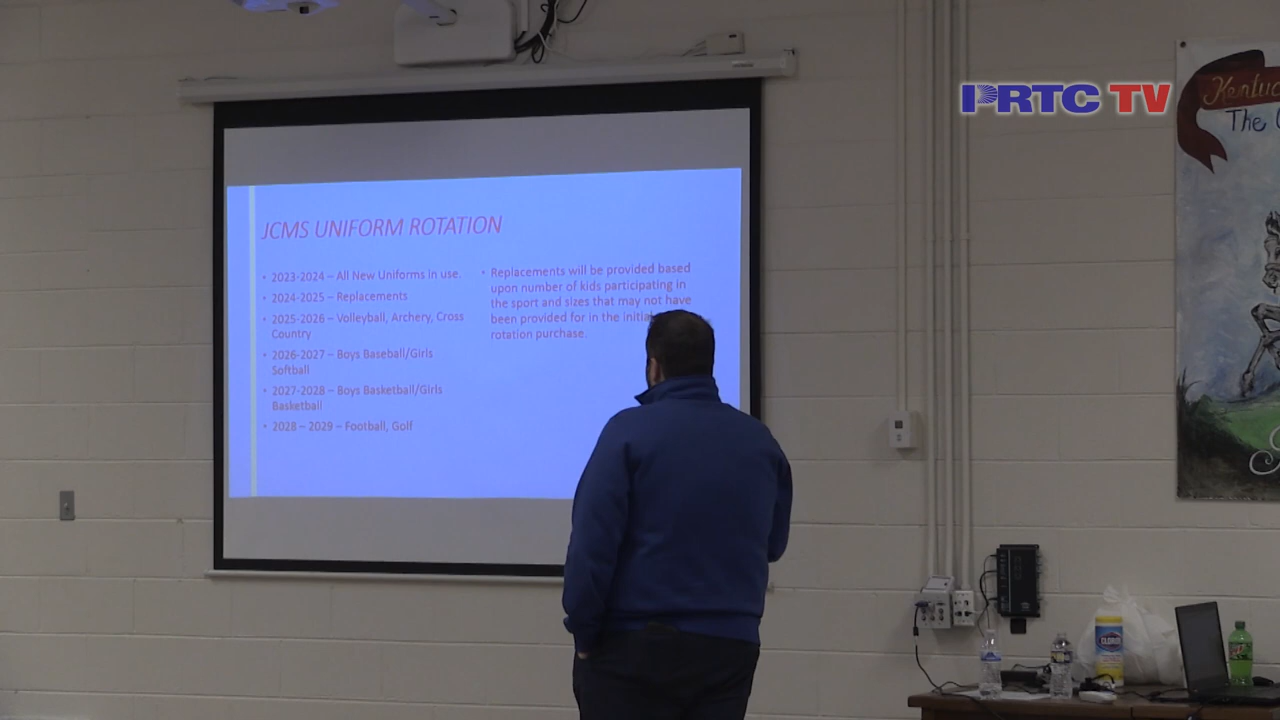 PRTC TV
Kentuc
The
JCMS UNIFORM ROTATION
• 2023-2024 – All New Uniforms in use.
• 2024-2025 – Replacements
• 2025-2026 – Volleyball, Archery, Cross
Country
• 2026-2027 – Boys Baseball/Girls
Softball
• 2027-2028 – Boys Basketball/Girls
Basketball
• 2028 – 2029 – Football, Golf
• Replacements will be provided based
upon number of kids participating in
the sport and sizes that may not have
been provided for in the initial
rotation purchase.
CLOROX